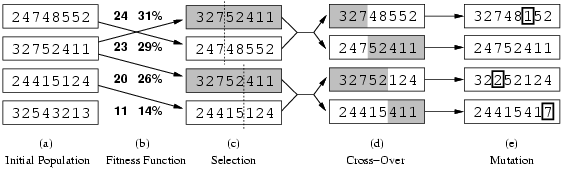 24748552 24 31% 32752411 32748552 32748152
32752411 23 29% 24748552 24752411 24752411
24415124 20 26% 32752411 32752124 32252124
32543213 11 14% 24415124 24415411 24415417
(a) (b) (c) (d) (e)
Initial Population Fitness Function Selection Cross−Over Mutation